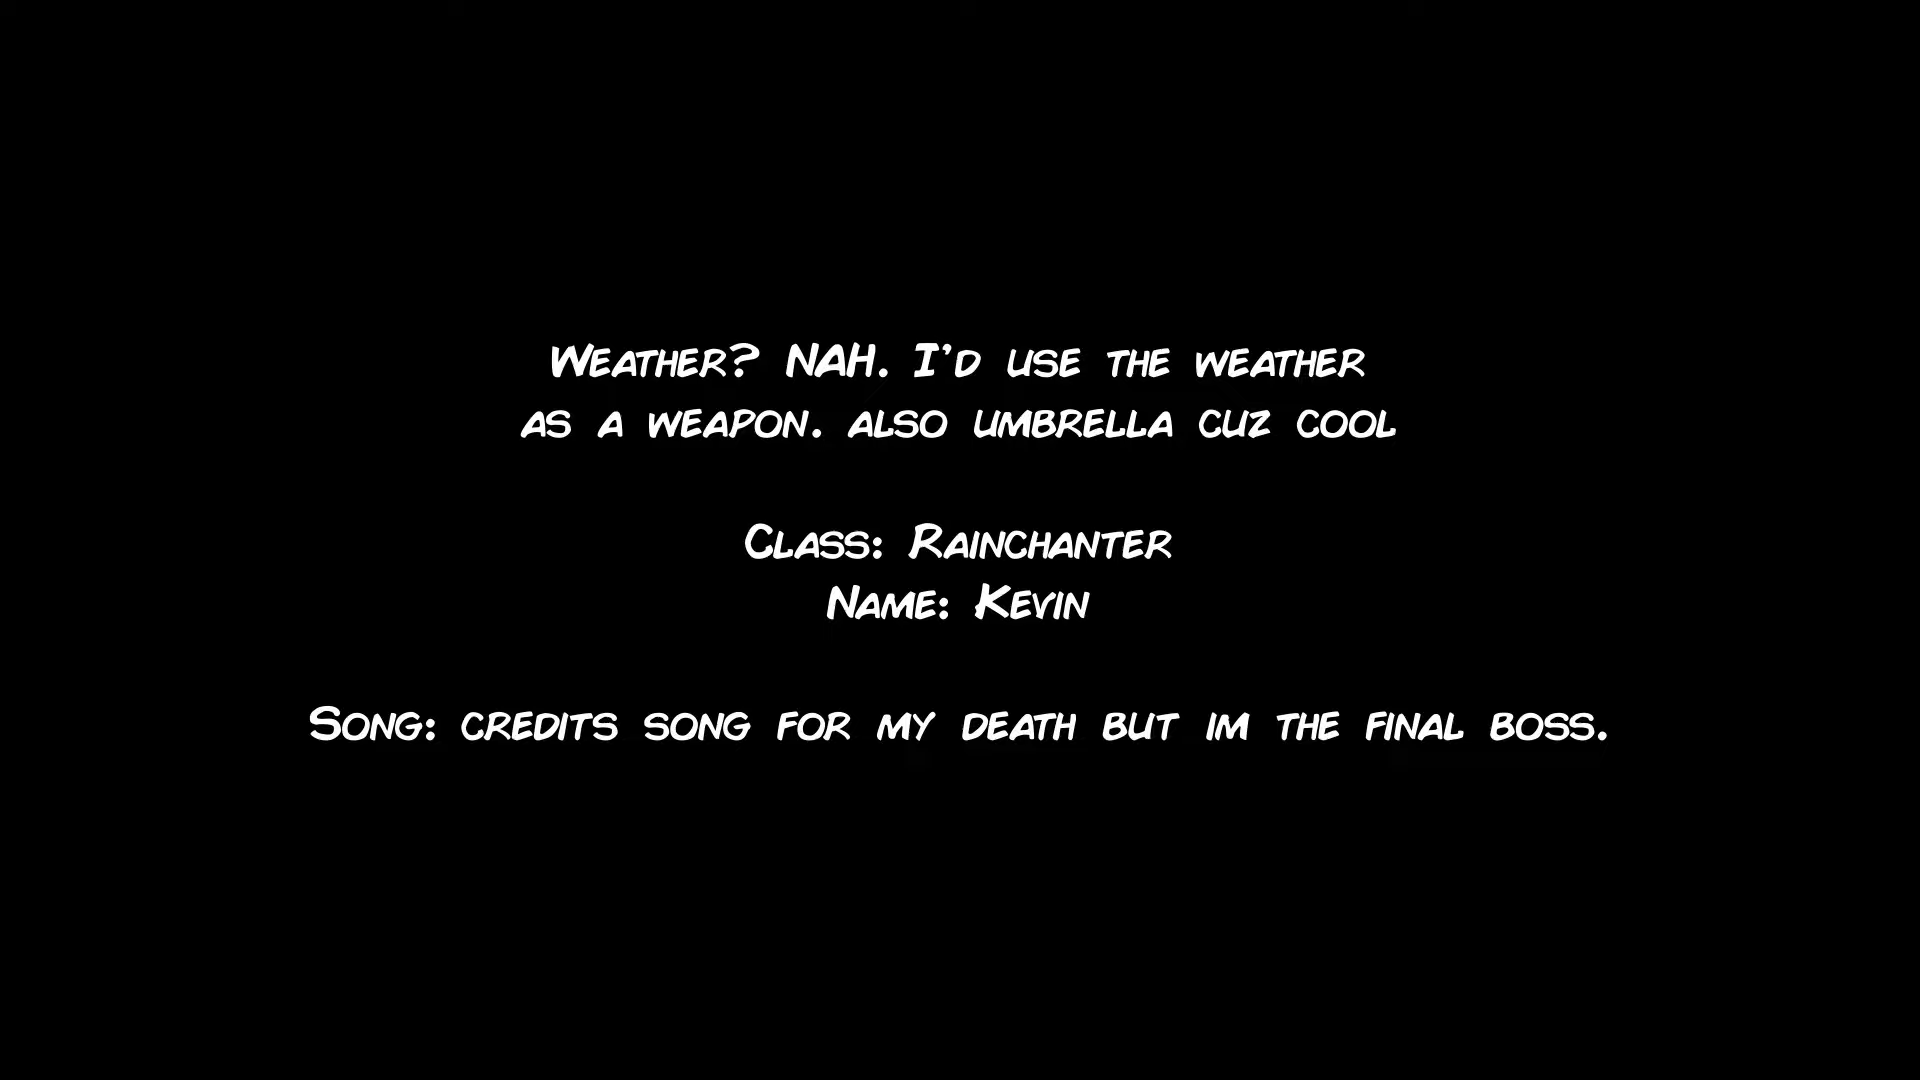 Weather? NAH. I'd use the weather
as a weapon. also umbrella cuz cool
Class: Rainchanter
Name: Kevin
Song: credits song for my death but im the final boss.